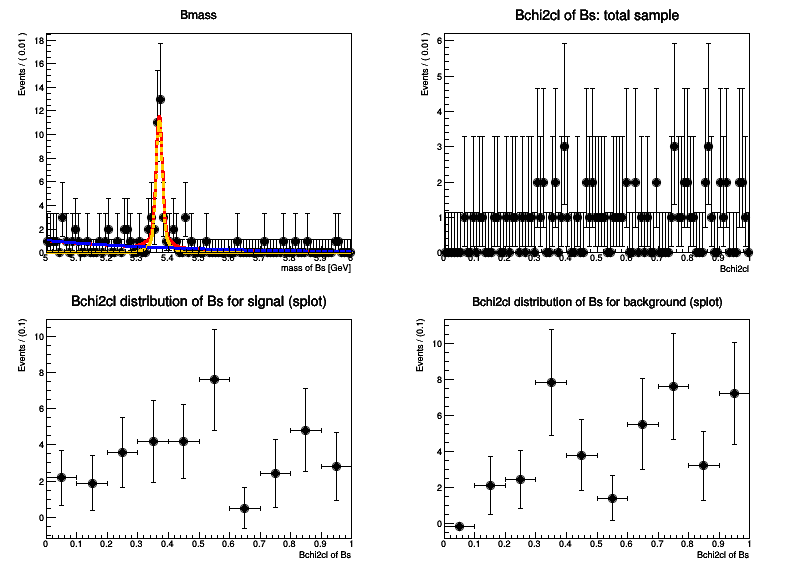 Bmass
Events / ( 0.01 )
18
16
14
12
10
8
6
4
2
0
5 5.1 5.2 5.3 5.4 5.5 5.6 5.7 5.8 5.9 6
mass of Bs [GeV]
Bchi2cl of Bs: total sample
Events / ( 0.01 )
6
5
4
3
2
1
0
0 0.1 0.2 0.3 0.4 0.5 0.6 0.7 0.8 0.9 1
Bchi2cl
Bchi2cl distribution of Bs for signal (splot)
Events / (0.1)
10
8
6
4
2
0
0 0.1 0.2 0.3 0.4 0.5 0.6 0.7 0.8 0.9 1
Bchi2cl of Bs
Bchi2cl distribution of Bs for background (splot)
Events / (0.1)
10
8
6
4
2
0
0 0.1 0.2 0.3 0.4 0.5 0.6 0.7 0.8 0.9 1
Bchi2cl of Bs